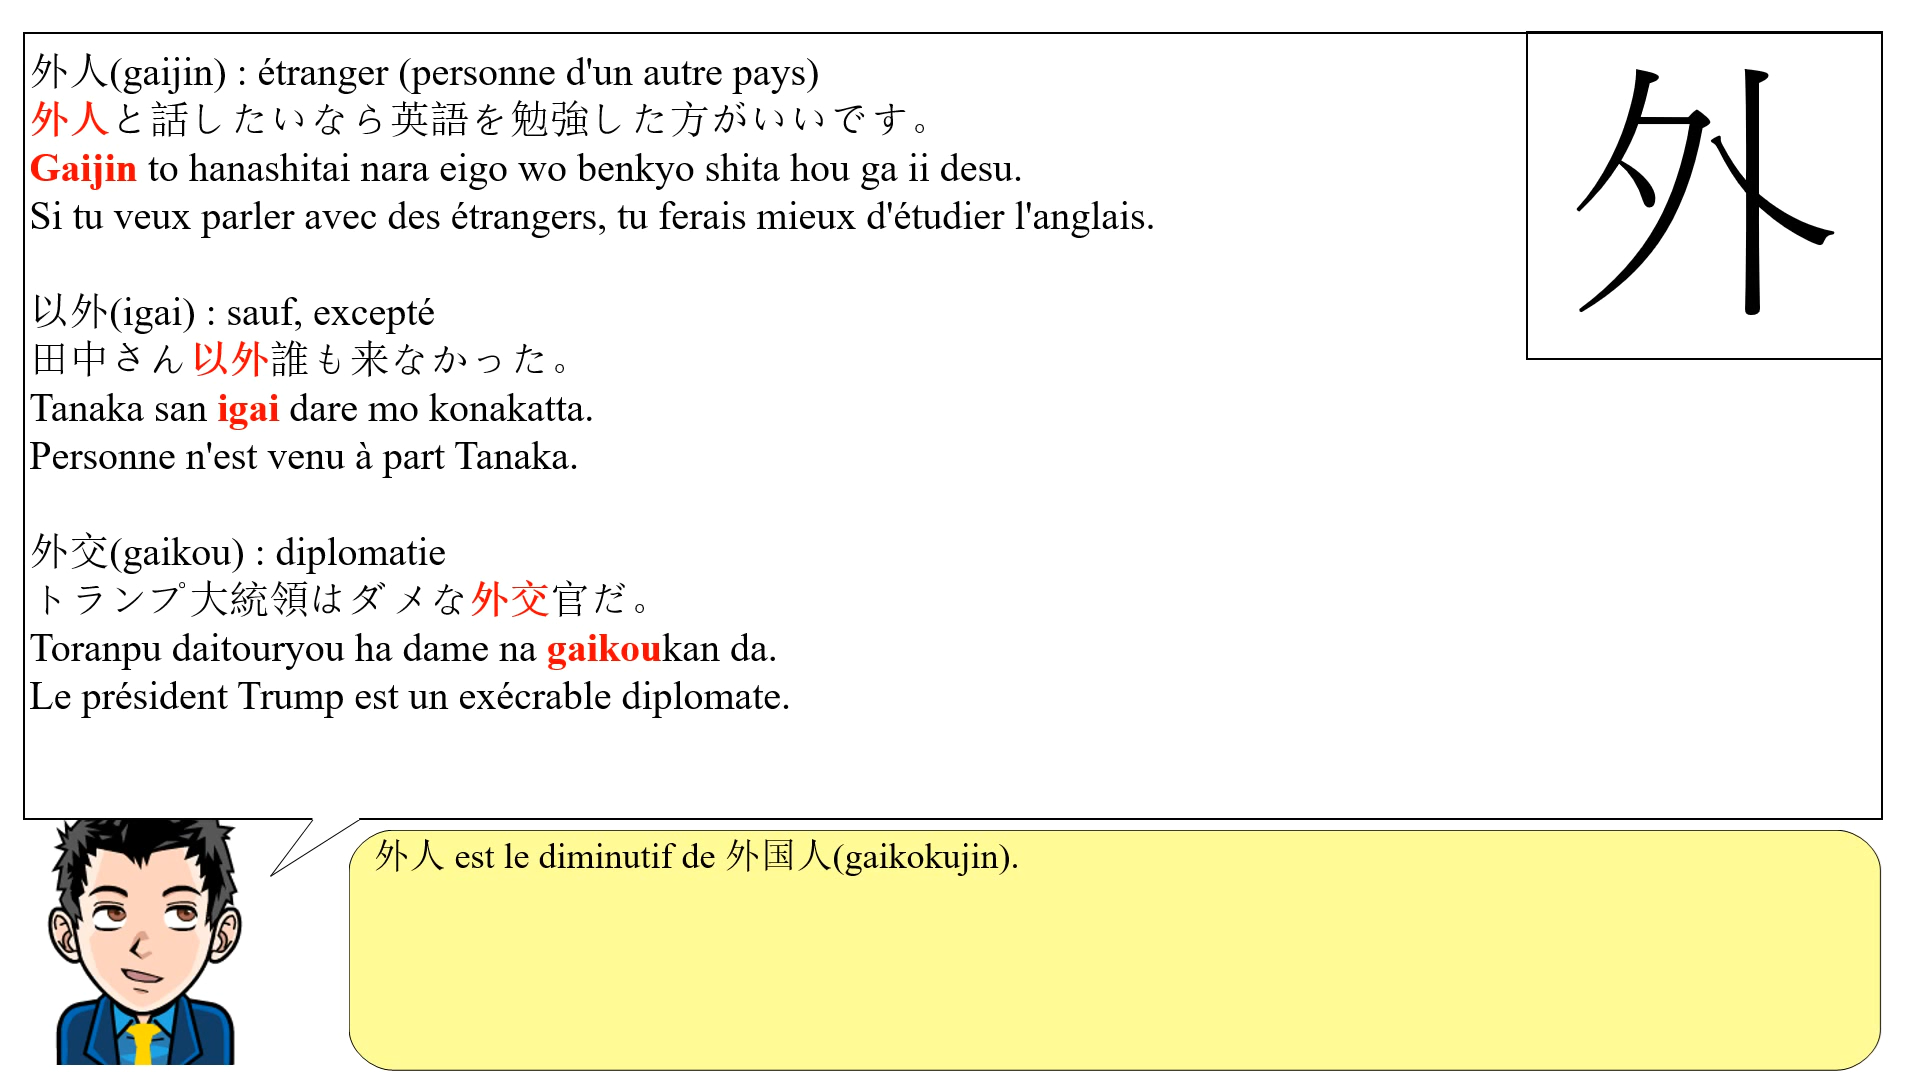 外人(gaijin) : étranger (personne d'un autre pays)
外人と話したいなら英語を勉強した方がいいです。
Gaijin to hanashitai nara eigo wo benkyo shita hou ga ii desu.
Si tu veux parler avec des étrangers, tu ferais mieux d'étudier l'anglais.
以外(igai) : sauf, excepté
田中さん以外誰も来なかった。
Tanaka san igai dare mo konakatta.
Personne n'est venu à part Tanaka.
外交(gaikou) : diplomatie
トランプ大統領はダメな外交官だ。
Toranpu daitouryou ha dame na gaikoukan da.
Le président Trump est un exécrable diplomate.
外
外人 est le diminutif de 外国人(gaikokujin).